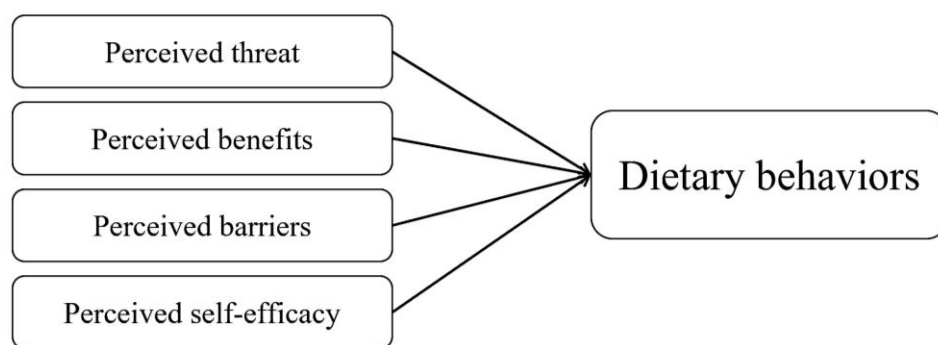 Perceived threat
Perceived benefits
Perceived barriers
Perceived self-efficacy
Dietary behaviors